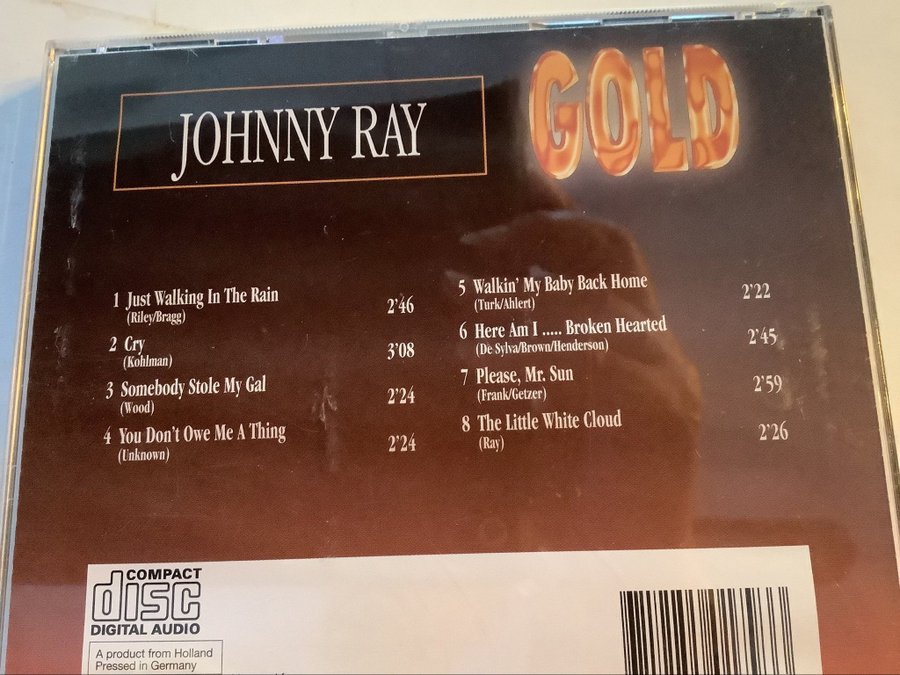 JOHNNY RAY
GOLD
1 Just Walking In The Rain 2'46
(Riley/Bragg)
2 Cry 3'08
(Kohlman)
3 Somebody Stole My Gal 2'24
(Wood)
4 You Don't Owe Me A Thing 2'24
(Unknown)
5 Walkin' My Baby Back Home 2'22
(Turk/Ahlert)
6 Here Am I ..... Broken Hearted 2'45
(De Sylva/Brown/Henderson)
7 Please, Mr. Sun 2'59
(Frank/Getzer)
8 The Little White Cloud 2'26
(Ray)
COMPACT
disc
DIGITAL AUDIO
A product from Holland
Pressed in Germany